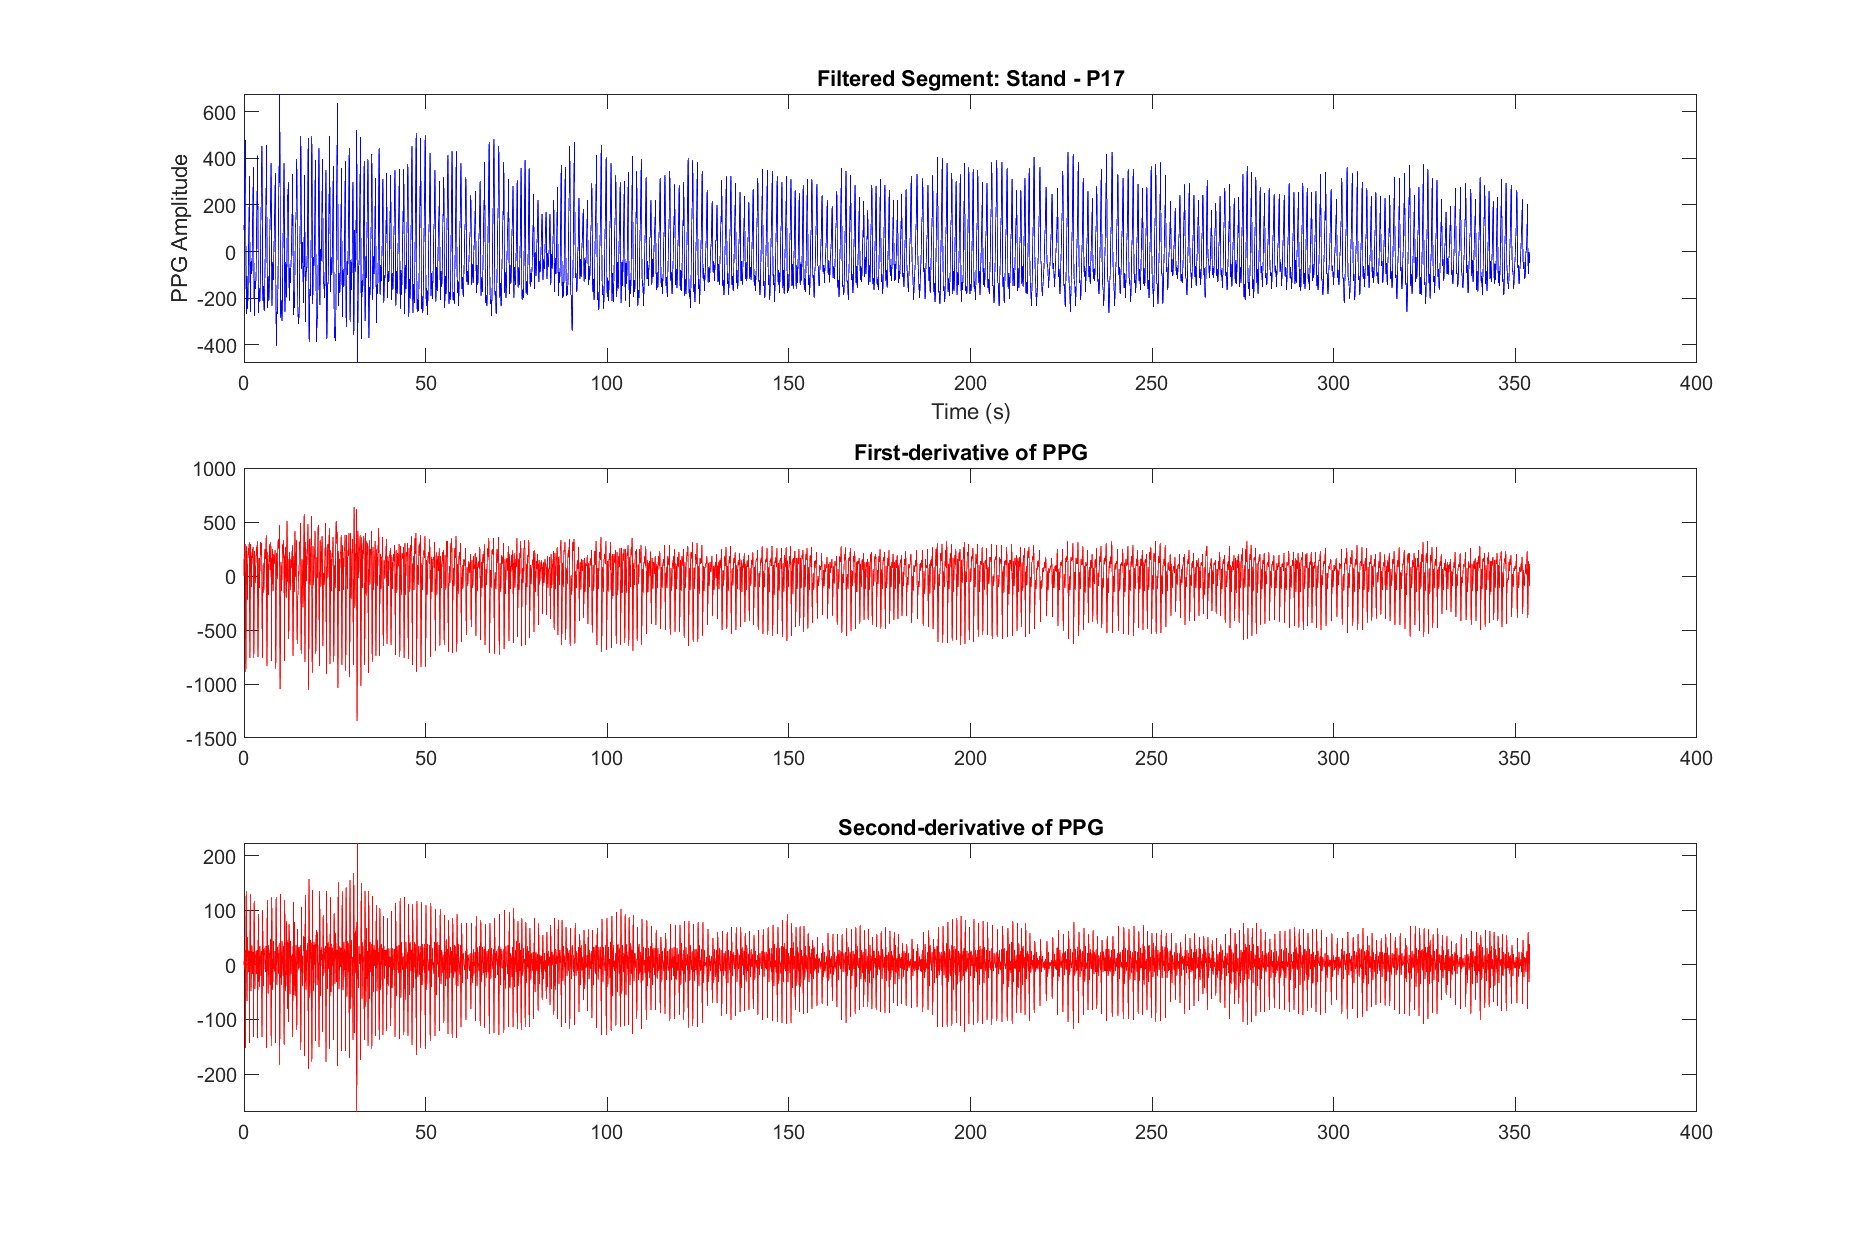 Filtered Segment: Stand - P17
600
400
200
0
-200
-400
PPG Amplitude
0 50 100 150 200 250 300 350 400
Time (s)
First-derivative of PPG
1000
500
0
-500
-1000
-1500
0 50 100 150 200 250 300 350 400
Second-derivative of PPG
200
100
0
-100
-200
0 50 100 150 200 250 300 350 400